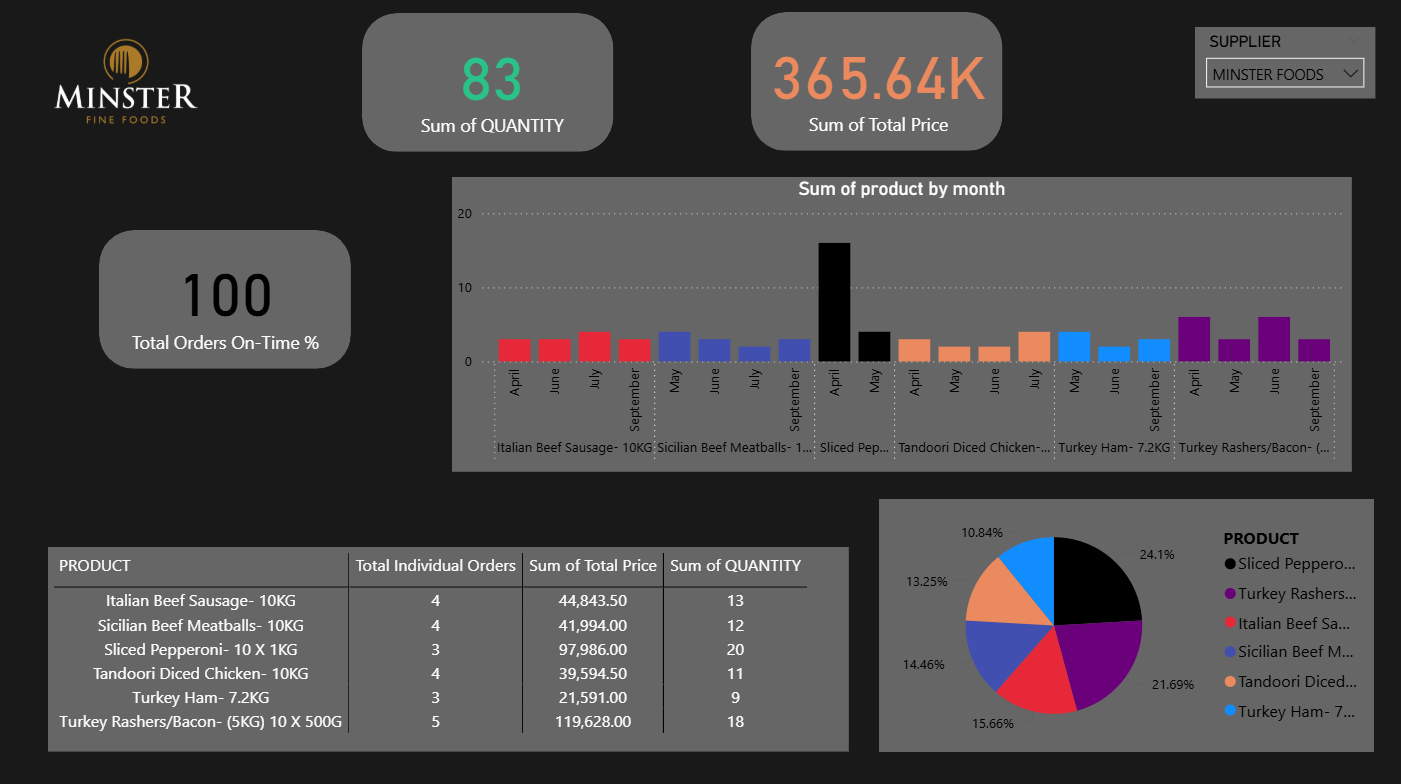 MINSTER
FINE FOODS
83
Sum of QUANTITY
365.64K
Sum of Total Price
SUPPLIER
MINSTER FOODS
100
Total Orders On-Time %
Sum of product by month
20
10
0
April
June
July
September
May
June
July
September
April
May
April
May
June
July
May
June
September
April
May
June
September
Italian Beef Sausage- 10KG
Sicilian Beef Meatballs- 1...
Sliced Pep...
Tandoori Diced Chicken-...
Turkey Ham- 7.2KG
Turkey Rashers/Bacon- (...
PRODUCT Total Individual Orders Sum of Total Price Sum of QUANTITY
Italian Beef Sausage- 10KG 4 44,843.50 13
Sicilian Beef Meatballs- 10KG 4 41,994.00 12
Sliced Pepperoni- 10 X 1KG 3 97,986.00 20
Tandoori Diced Chicken- 10KG 4 39,594.50 11
Turkey Ham- 7.2KG 3 21,591.00 9
Turkey Rashers/Bacon- (5KG) 10 X 500G 5 119,628.00 18
10.84%
24.1%
13.25%
14.46%
21.69%
15.66%
PRODUCT
Sliced Peppero...
Turkey Rashers...
Italian Beef Sa...
Sicilian Beef M...
Tandoori Diced...
Turkey Ham- 7...